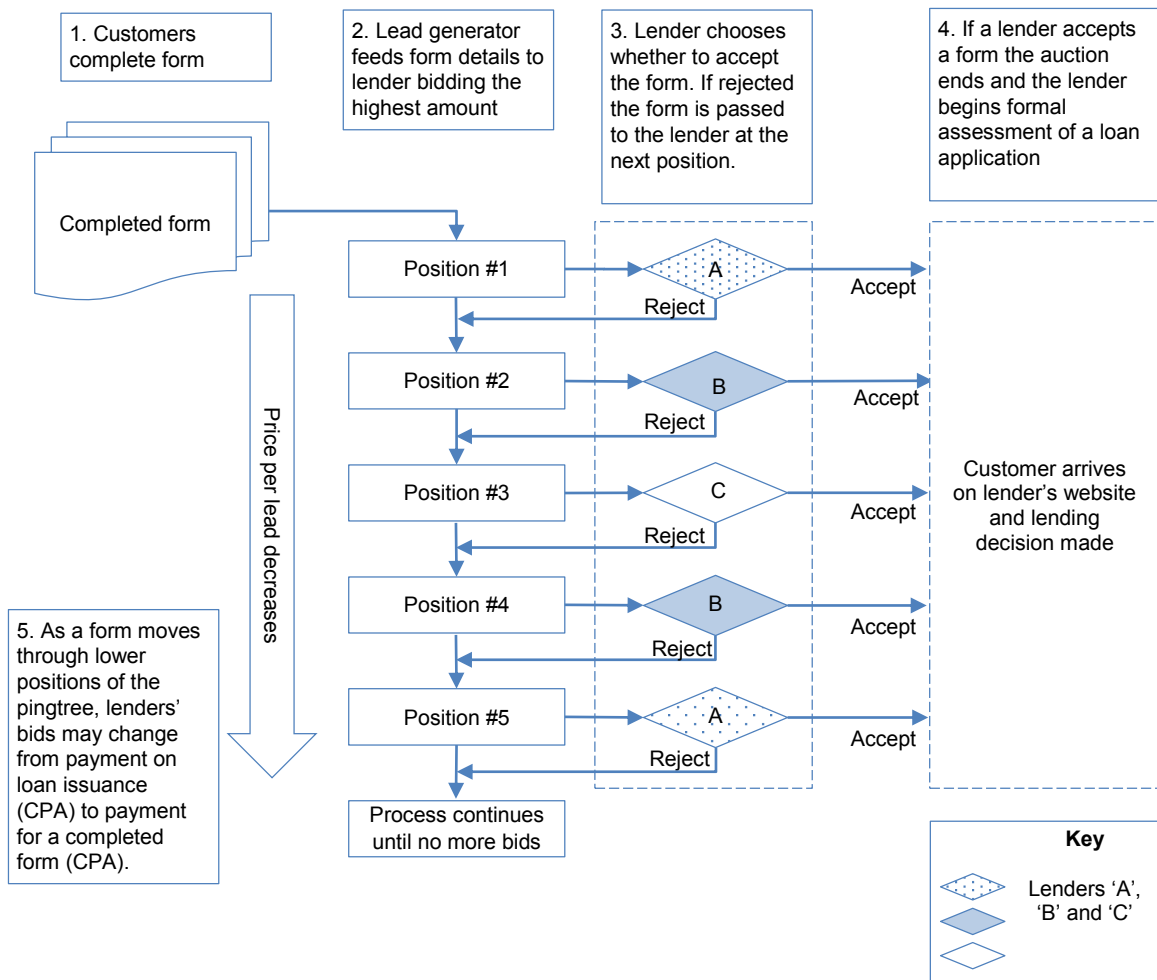 1. Customers
complete form
2. Lead generator
feeds form details to
lender bidding the
highest amount
3. Lender chooses
whether to accept
the form. If rejected
the form is passed
to the lender at the
next position.
4. If a lender accepts
a form the auction
ends and the lender
begins formal
assessment of a loan
application
Completed form
Position #1
A
Accept
Reject
Position #2
B
Accept
Reject
Position #3
C
Accept
Reject
Position #4
B
Accept
Reject
Position #5
A
Accept
Reject
Process continues
until no more bids
Price per lead decreases
Customer arrives
on lender’s website
and lending
decision made
5. As a form moves
through lower
positions of the
pingtree, lenders’
bids may change
from payment on
loan issuance
(CPA) to payment
for a completed
form (CPA).
Key
Lenders ‘A’,
‘B’ and ‘C’